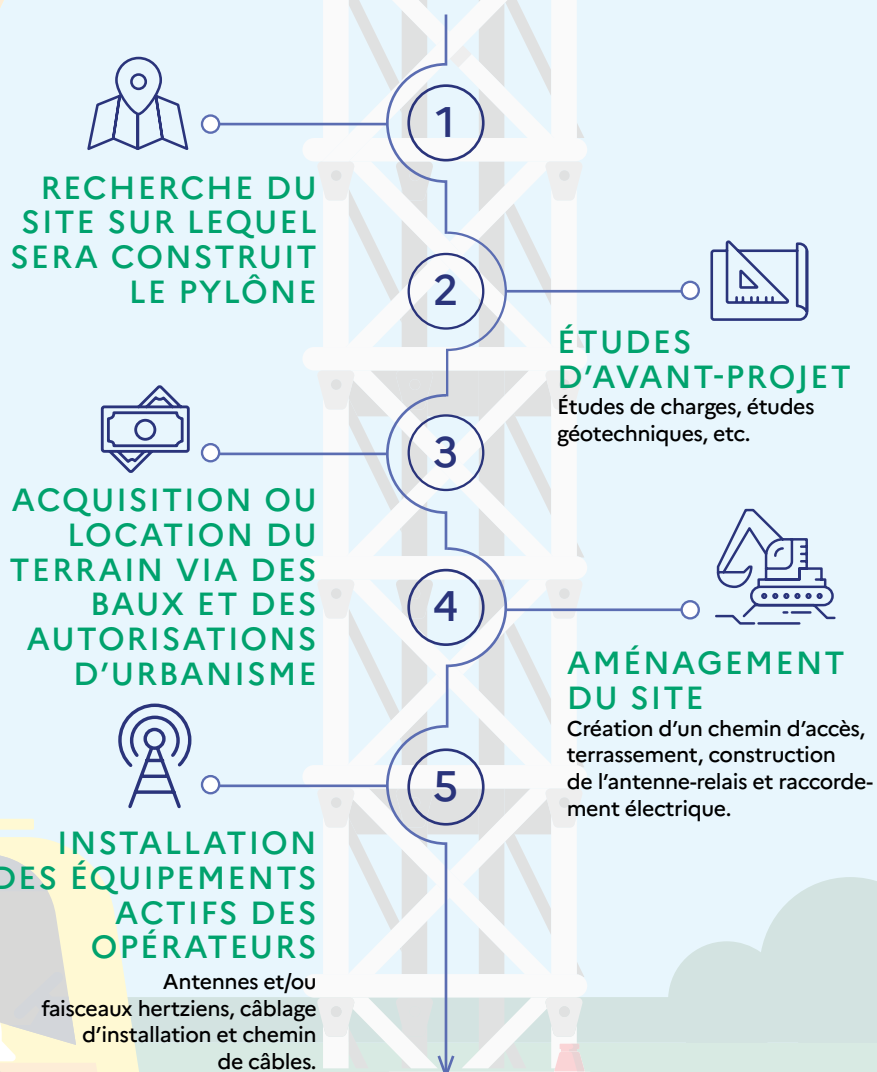 1
RECHERCHE DU
SITE SUR LEQUEL
SERA CONSTRUIT
LE PYLÔNE
2
ÉTUDES
D'AVANT-PROJET
Études de charges, études
géotechniques, etc.
3
ACQUISITION OU
LOCATION DU
TERRAIN VIA DES
BAUX ET DES
AUTORISATIONS
D'URBANISME
4
AMÉNAGEMENT
DU SITE
Création d'un chemin d'accès,
terrassement, construction
de l'antenne-relais et raccorde-
ment électrique.
5
INSTALLATION
DES ÉQUIPEMENTS
ACTIFS DES
OPÉRATEURS
Antennes et/ou
faisceaux hertziens, câblage
d'installation et chemin
de câbles.